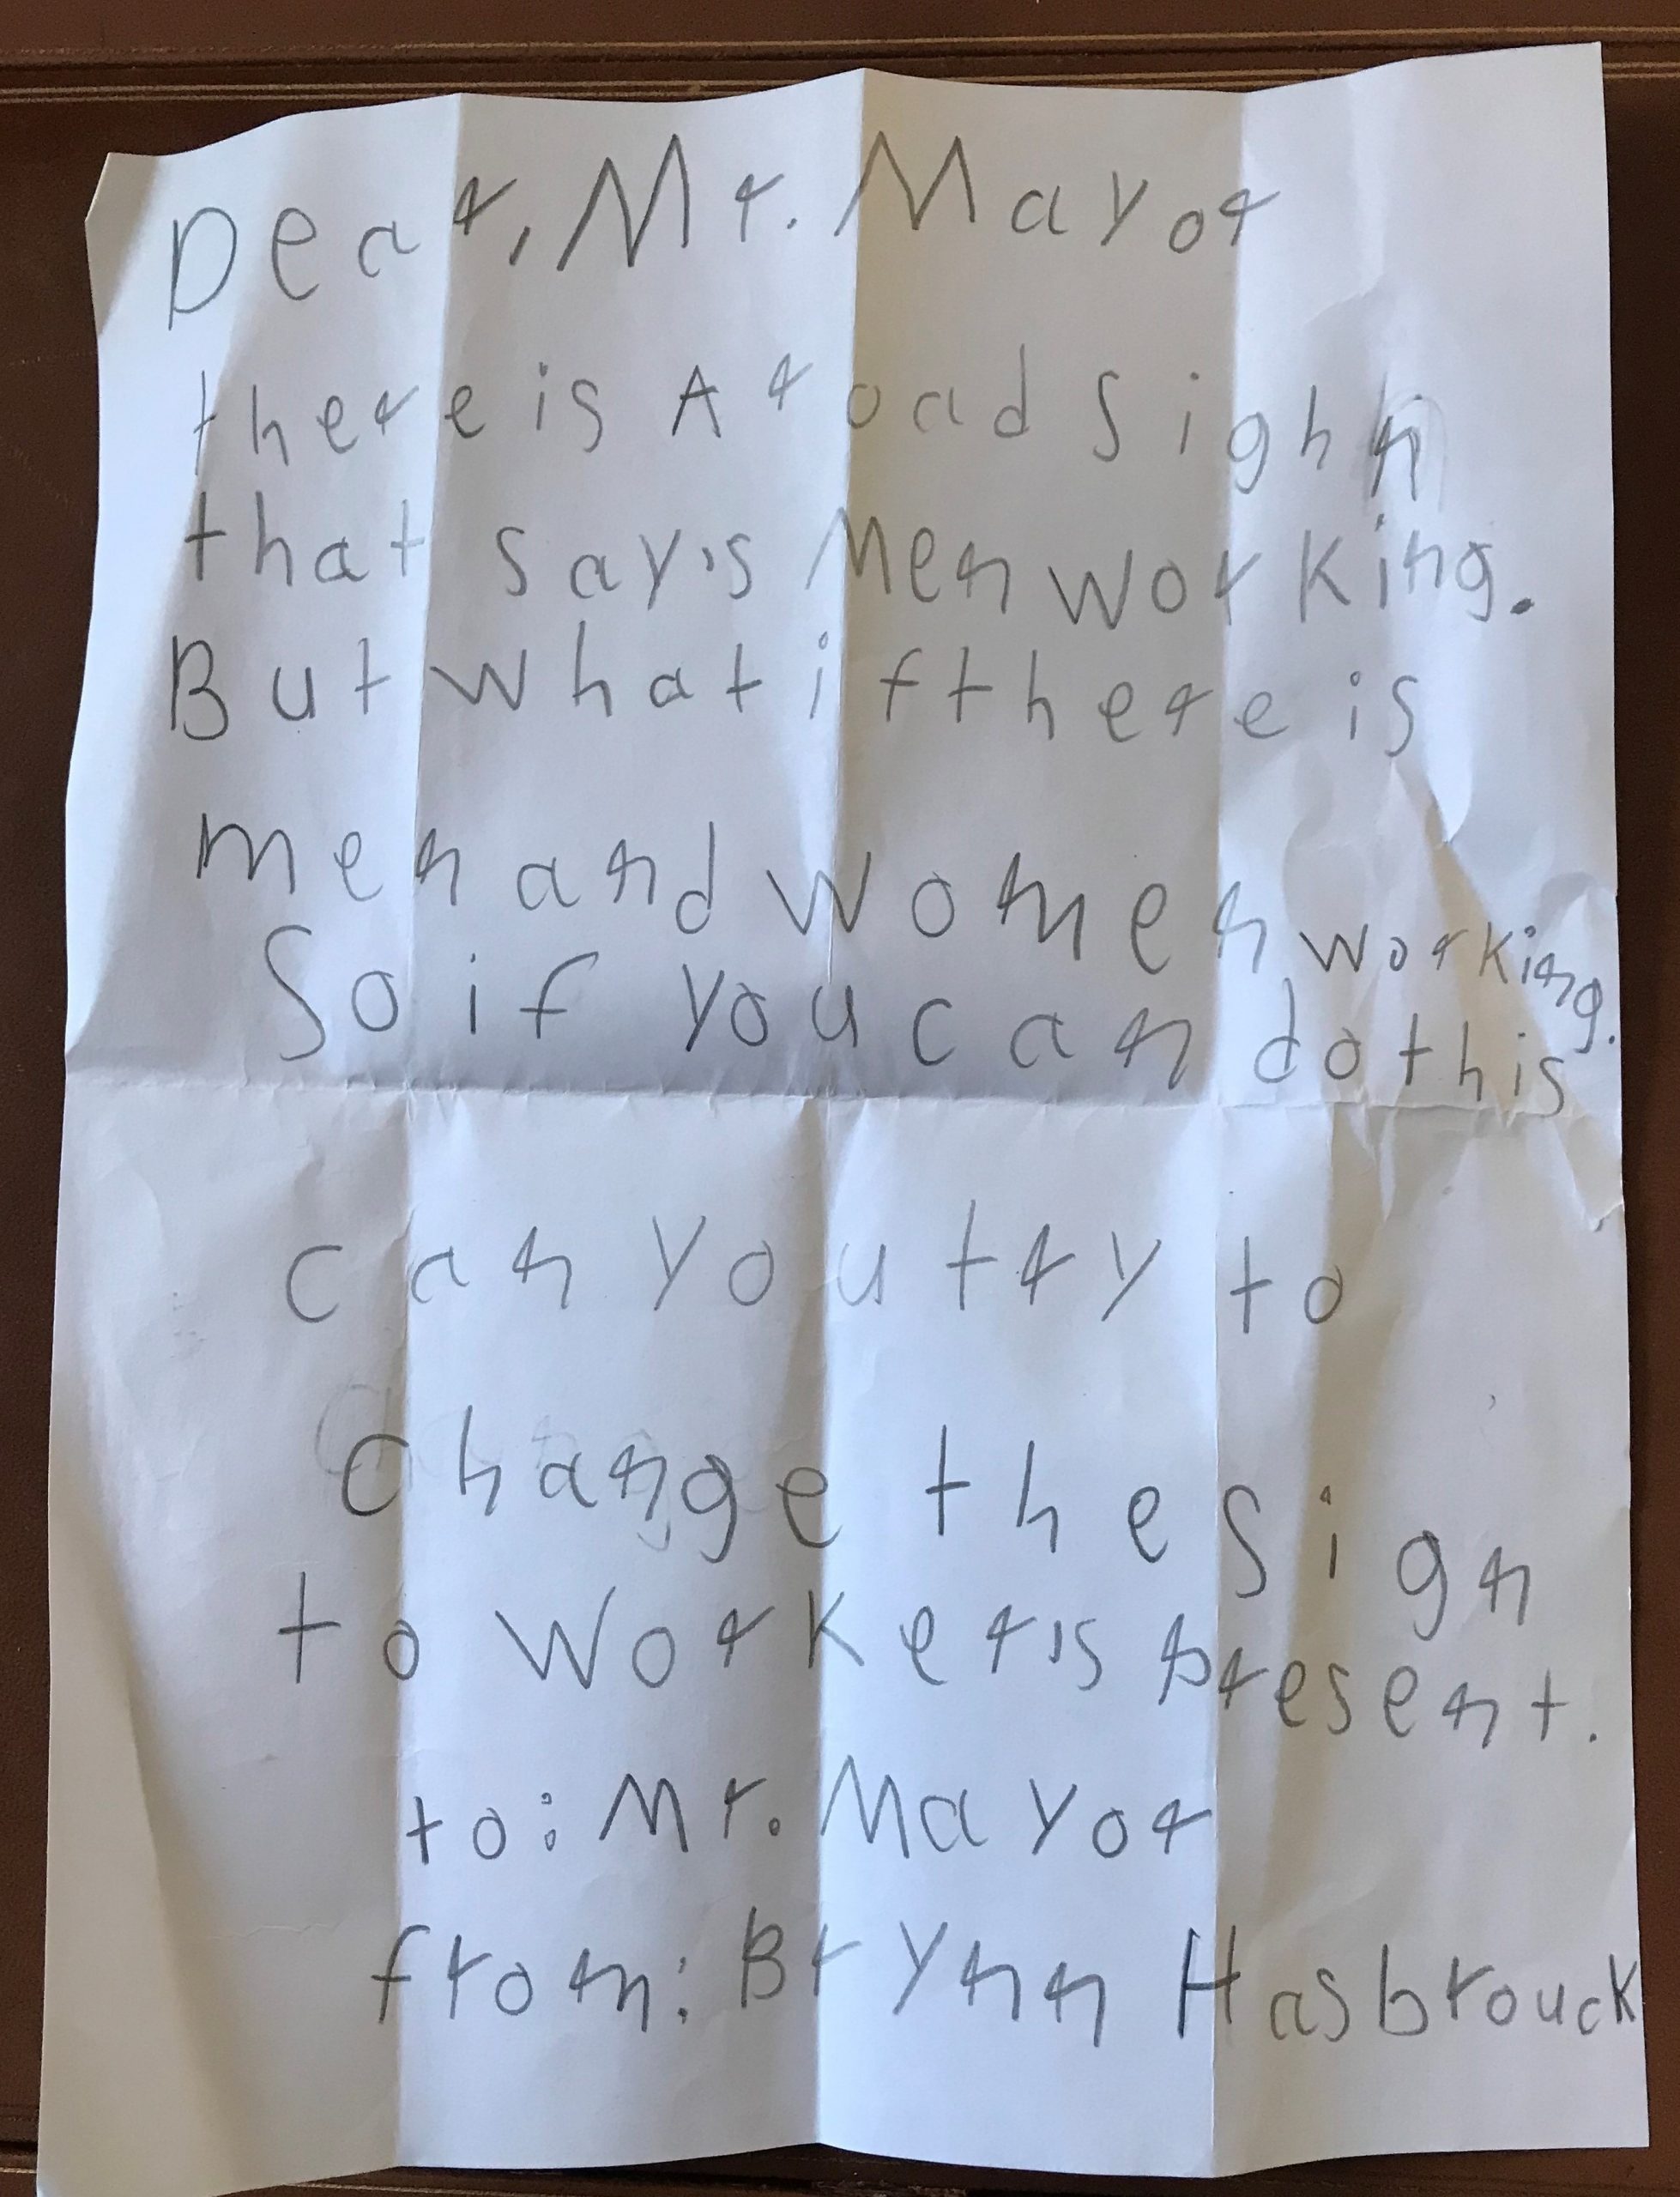 Dear, Mr. Mayor
there is A road Sighn
that say's Men working.
But what if there is
men and women working.
So if you can do this
can you try to
change the sign
to worker's present.
to: Mr. Mayor
from: Brynn Hasbrouck